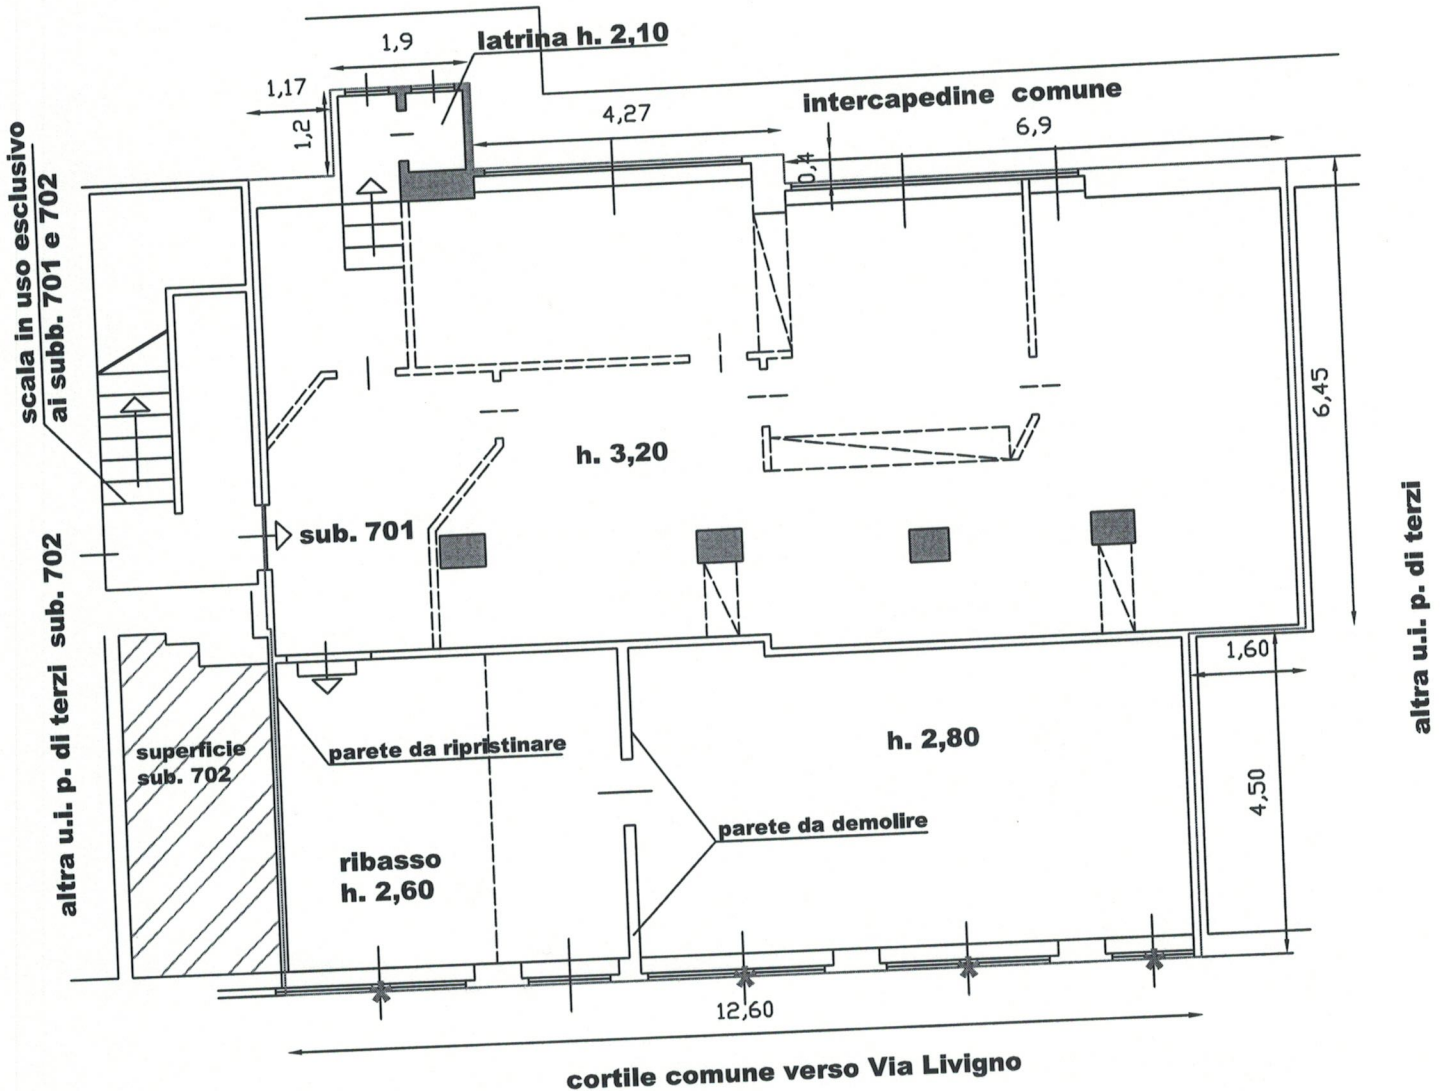 latrina h. 2,10
1,9
1,17
1,2
4,27
intercapedine comune
6,9
0,4
scala in uso esclusivo
ai subb. 701 e 702
6,45
h. 3,20
sub. 701
altra u.i. p. di terzi sub. 702
altra u.i. p. di terzi
1,60
superficie
sub. 702
parete da ripristinare
h. 2,80
4,50
parete da demolire
ribasso
h. 2,60
12,60
cortile comune verso Via Livigno